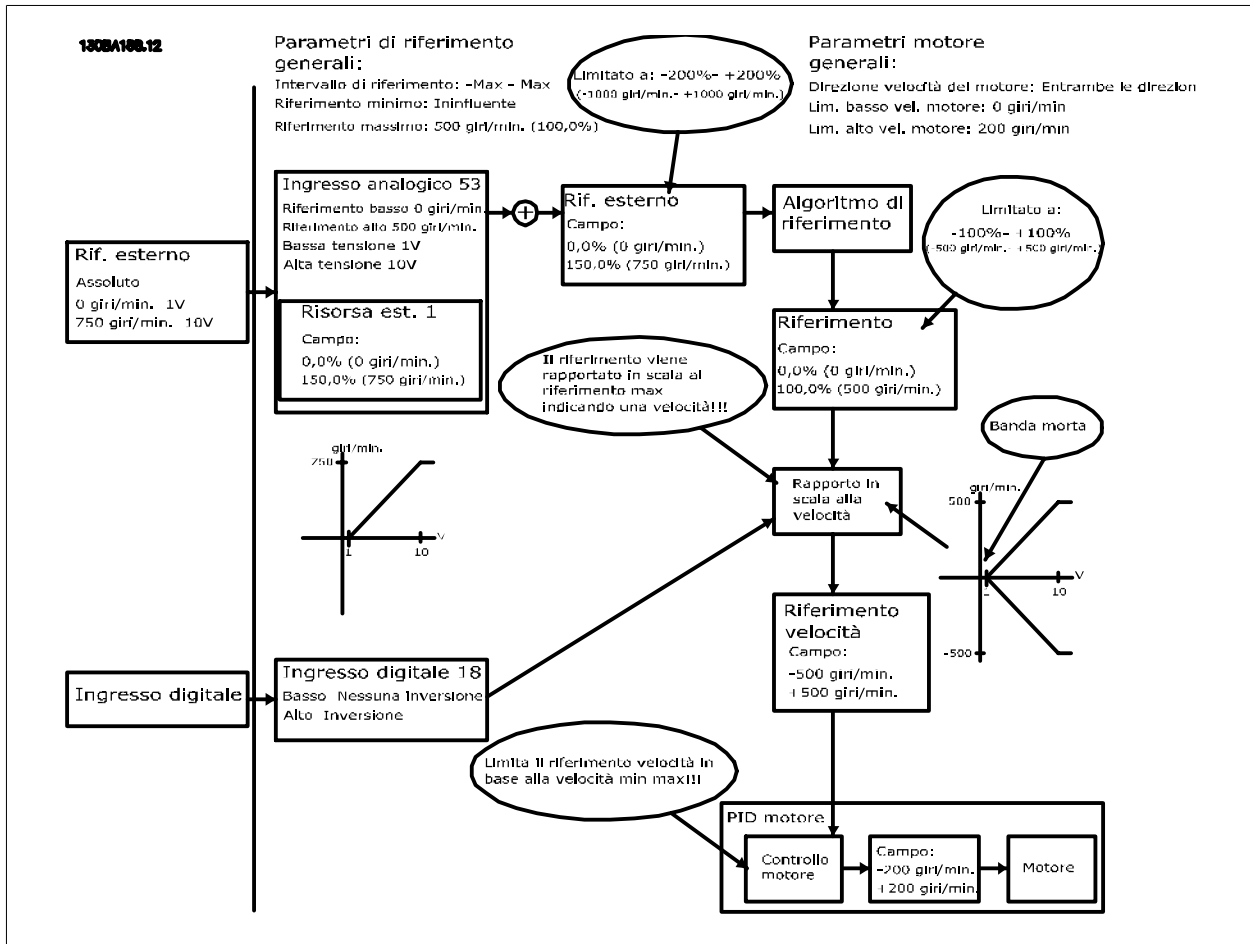 130BA188.12
Parametri di riferimento
generali:
Intervallo di riferimento: -Max - Max
Riferimento minimo: Ininfluente
Riferimento massimo: 500 giri/min. (100,0%)
Limitato a: -200%- +200%
(-1000 giri/min.- +1000 giri/min.)
Parametri motore
generali:
Direzione velocità del motore: Entrambe le direzion
Lim. basso vel. motore: 0 giri/min
Lim. alto vel. motore: 200 giri/min
Rif. esterno
Assoluto
0 giri/min. 1V
750 giri/min. 10V
Ingresso analogico 53
Riferimento basso 0 giri/min.
Riferimento alto 500 giri/min.
Bassa tensione 1V
Alta tensione 10V
Risorsa est. 1
Campo:
0,0% (0 giri/min.)
150,0% (750 giri/min.)
+
Rif. esterno
Campo:
0,0% (0 giri/min.)
150,0% (750 giri/min.)
Algoritmo di
riferimento
Limitato a:
-100%- +100%
(-500 giri/min.- +500 giri/min.)
Riferimento
Campo:
0,0% (0 giri/min.)
100,0% (500 giri/min.)
Il riferimento viene
rapportato in scala al
riferimento max
indicando una velocità!!!
Banda morta
giri/min.
750
1
10
V
Rapporto in
scala alla
velocità
giri/min.
500
V
1
10
-500
Riferimento
velocità
Campo:
-500 giri/min.
+500 giri/min.
Ingresso digitale
Ingresso digitale 18
Basso Nessuna inversione
Alto Inversione
Limita il riferimento velocità in
base alla velocità min max!!!
PID motore
Controllo
motore
Campo:
-200 giri/min.
+200 giri/min.
Motore